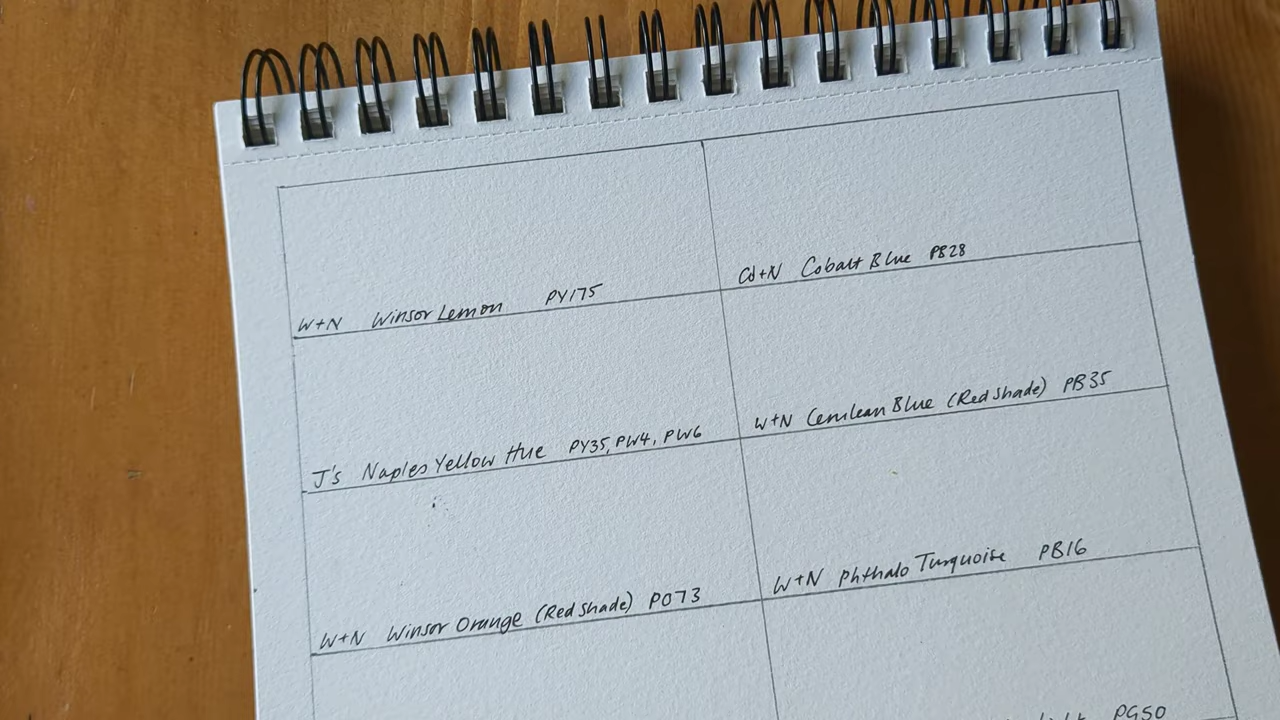 W+N Winsor Lemon PY175
W+N Cobalt Blue PB28
J's Naples Yellow Hue PY35, PW4, PW6
W+N Cerulean Blue (Red Shade) PB35
W+N Winsor Orange (Red Shade) PO73
W+N Phthalo Turquoise PB16
PG50